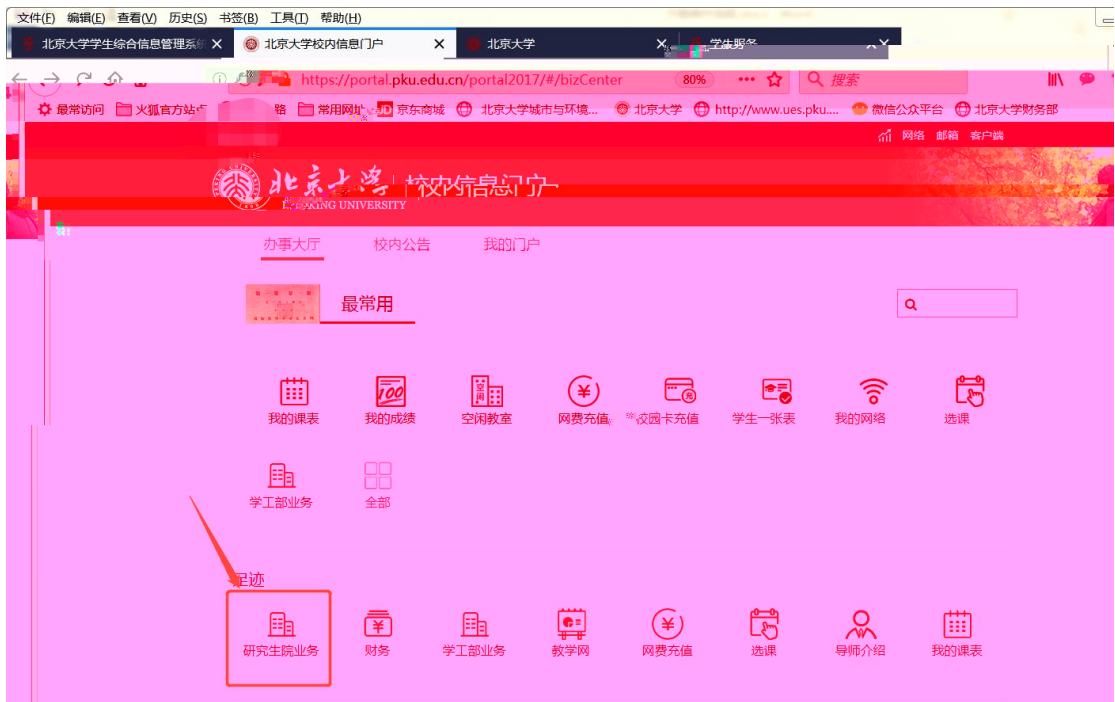 文件(F) 编辑(E) 查看(V) 历史(S) 书签(B) 工具(T) 帮助(H)
北京大学学生综合信息管理系统 × 北京大学校内信息门户 × 北京大学 × 学生服务 ×
https://portal.pku.edu.cn/portal2017/#/bizCenter 80% ••• 搜索
最常访问 火狐官方站点 常用网址 JD 京东商城 北京大学城市与环境... 北京大学 http://www.ues.pku.... 微信公众平台 北京大学财务部
网络 邮箱 客户端
北京大学 校内信息门户
PEKING UNIVERSITY
办事大厅 校内公告 我的门户
最常用
我的课表 我的成绩 空闲教室 网费充值 校园卡充值 学生一张表 我的网络 选课
学工部业务 全部
足迹
研究生院业务 财务 学工部业务 教学网 网费充值 选课 导师介绍 我的课表